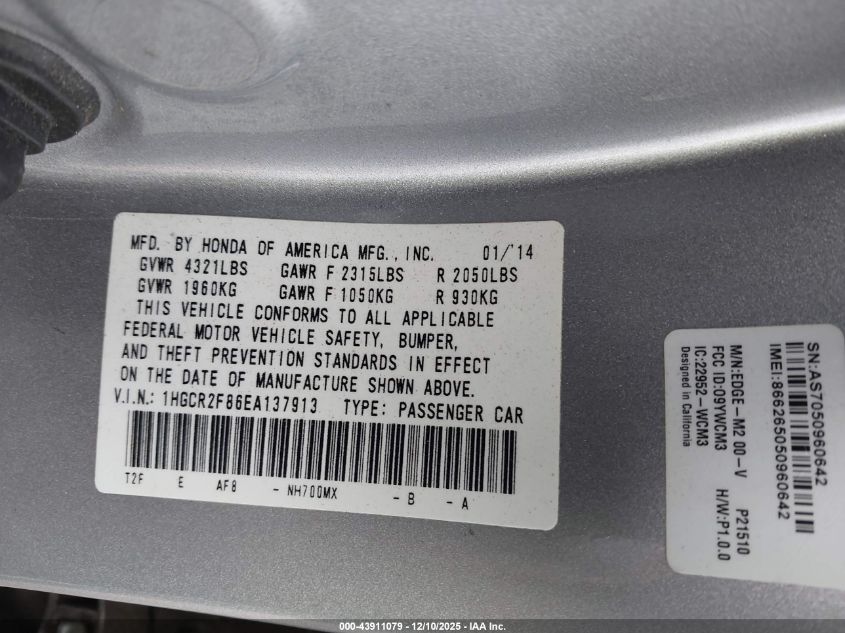 MFD. BY HONDA OF AMERICA MFG., INC. 01/'14
GVWR 4321LBS GAWR F 2315LBS R 2050LBS
GVWR 1960KG GAWR F 1050KG R 930KG
THIS VEHICLE CONFORMS TO ALL APPLICABLE
FEDERAL MOTOR VEHICLE SAFETY, BUMPER,
AND THEFT PREVENTION STANDARDS IN EFFECT
ON THE DATE OF MANUFACTURE SHOWN ABOVE.
V.I.N.: 1HGCR2F86EA137913 TYPE: PASSENGER CAR
T2F E AF8 - NH700MX - B - A
SN:AS7050960642
IMEI:866265050960642
M/N:EDGE-M2 00-V P21510
FCC ID:09YWCM3 H/W:P1.0.0
IC:22952-WCM3
Designed in California
000-43911079 - 12/10/2025 - IAA Inc.